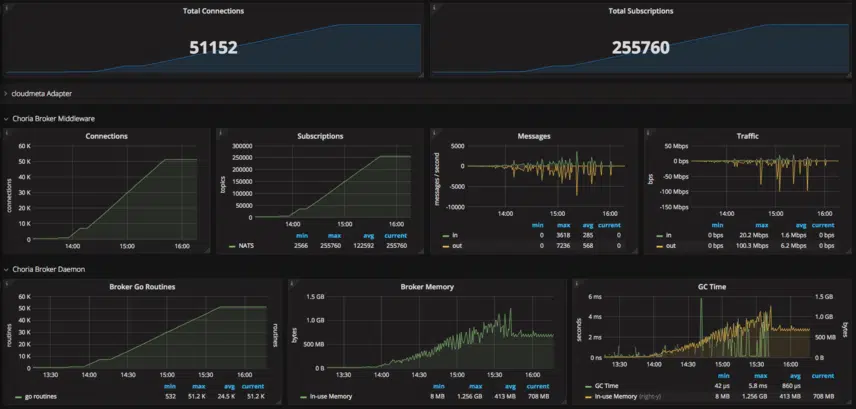 Total Connections
51152
Total Subscriptions
255760
cloudmeta Adapter
Choria Broker Middleware
Connections
60 K
50 K
40 K
30 K
20 K
10 K
0
connections
14:00 15:00 16:00
Subscriptions
300000
250000
200000
150000
100000
50000
0
topics
14:00 15:00 16:00
min max avg current
NATS 2566 255760 122592 255760
Messages
5000
0
-5000
-10000
messages / second
14:00 15:00 16:00
min max avg current
in 0 3618 285 0
out 0 7236 568 0
Traffic
50 Mbps
0 bps
-50 Mbps
-100 Mbps
-150 Mbps
bps
14:00 15:00 16:00
min max avg current
in 0 bps 20.2 Mbps 1.6 Mbps 0 bps
out 0 bps 100.3 Mbps 6.2 Mbps 0 bps
Choria Broker Daemon
Broker Go Routines
60 K
50 K
40 K
30 K
20 K
10 K
0
routines
routines
13:30 14:00 14:30 15:00 15:30 16:00
min max avg current
go routines 532 51.2 K 24.5 K 51.2 K
Broker Memory
1.5 GB
1.0 GB
500 MB
0 B
bytes
13:30 14:00 14:30 15:00 15:30 16:00
min max avg current
In-use Memory 8 MB 1.256 GB 413 MB 708 MB
GC Time
6 ms
4 ms
2 ms
0 ns
seconds
1.5 GB
1.0 GB
500 MB
0 B
bytes
13:30 14:00 14:30 15:00 15:30 16:00
min max avg current
GC Time 42 µs 5.8 ms 860 µs
In-use Memory (right-y) 8 MB 1.256 GB 413 MB 708 MB